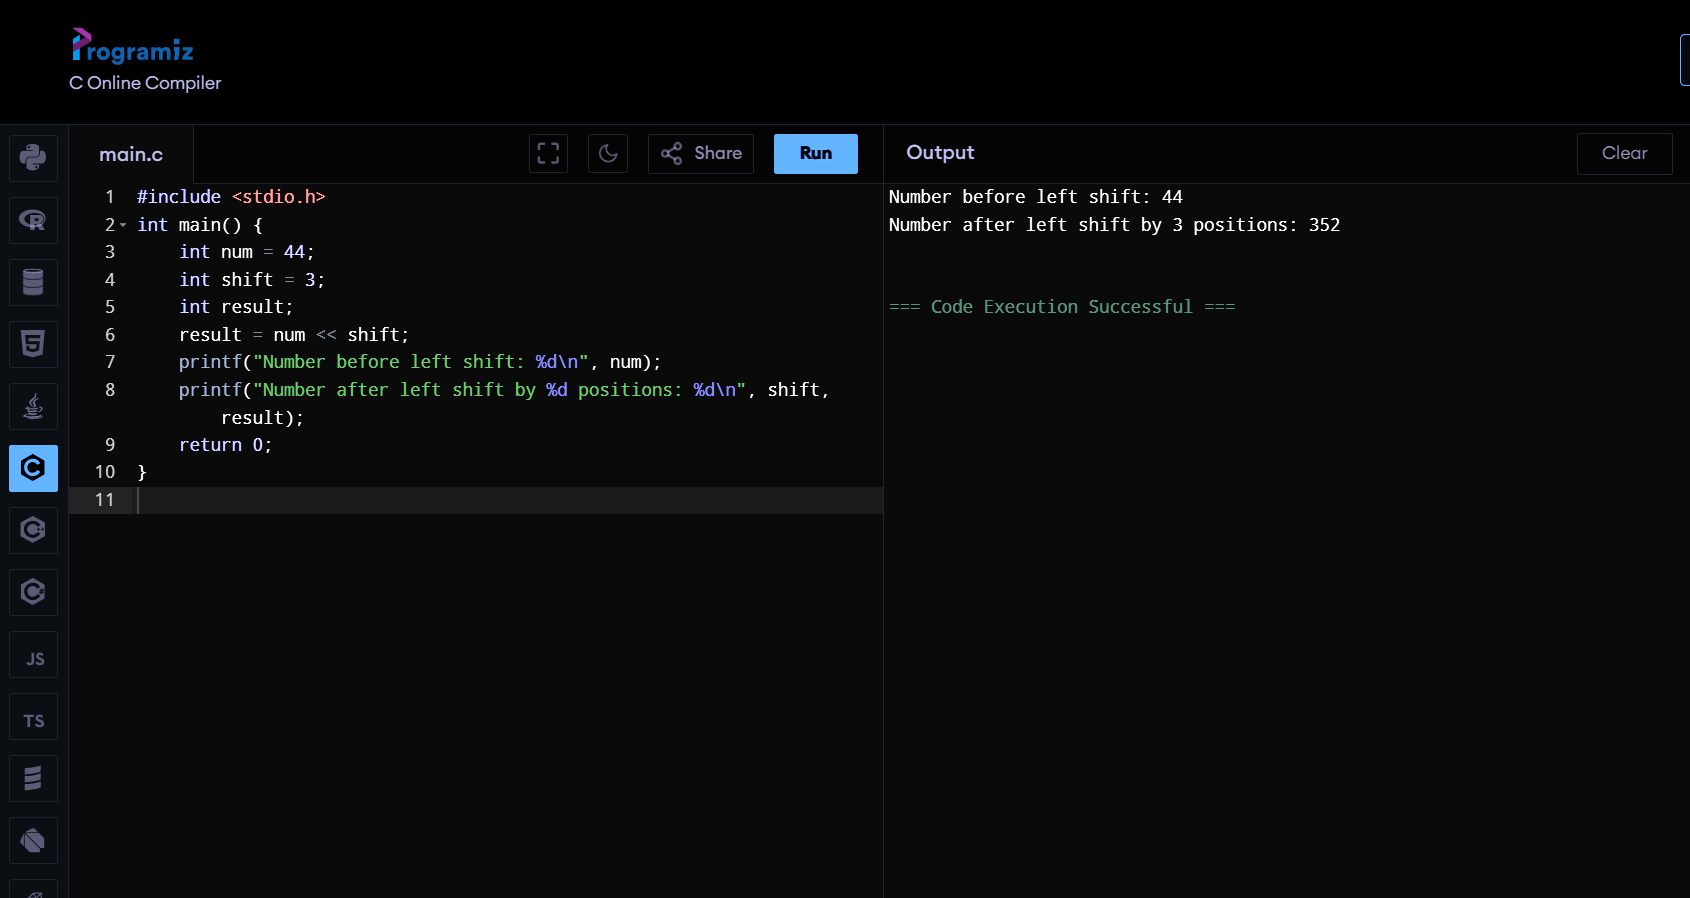 Programiz
C Online Compiler
main.c
Share
Run
Output
Clear
1 #include <stdio.h>
2 int main() {
3     int num = 44;
4     int shift = 3;
5     int result;
6     result = num << shift;
7     printf("Number before left shift: %d\n", num);
8     printf("Number after left shift by %d positions: %d\n", shift,
        result);
9     return 0;
10 }
11
Number before left shift: 44
Number after left shift by 3 positions: 352
=== Code Execution Successful ===
JS
TS